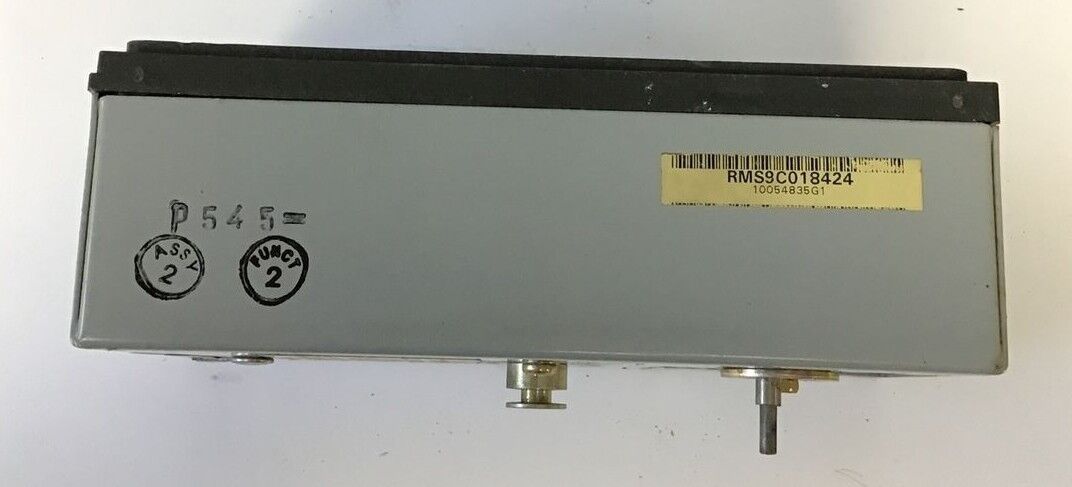 RMS9C018424
10054835G1
P545=
ASSY
2
FUNCT
2